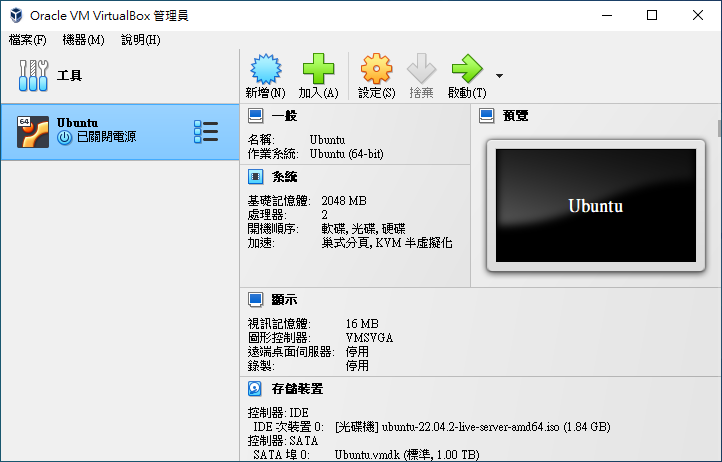 Oracle VM VirtualBox 管理員
檔案(F) 機器(M) 說明(H)
工具
新增(N) 加入(A) 設定(S) 捨棄 啟動(T)
64
Ubuntu
已關閉電源
一般
名稱: Ubuntu
作業系統: Ubuntu (64-bit)
預覽
Ubuntu
系統
基礎記憶體: 2048 MB
處理器: 2
開機順序: 軟碟, 光碟, 硬碟
加速: 巢式分頁, KVM 半虛擬化
顯示
視訊記憶體: 16 MB
圖形控制器: VMSVGA
遠端桌面伺服器: 停用
錄製: 停用
存儲裝置
控制器: IDE
IDE 次裝置 0: [光碟機] ubuntu-22.04.2-live-server-amd64.iso (1.84 GB)
控制器: SATA
SATA 埠 0: Ubuntu.vmdk (標準, 1.00 TB)